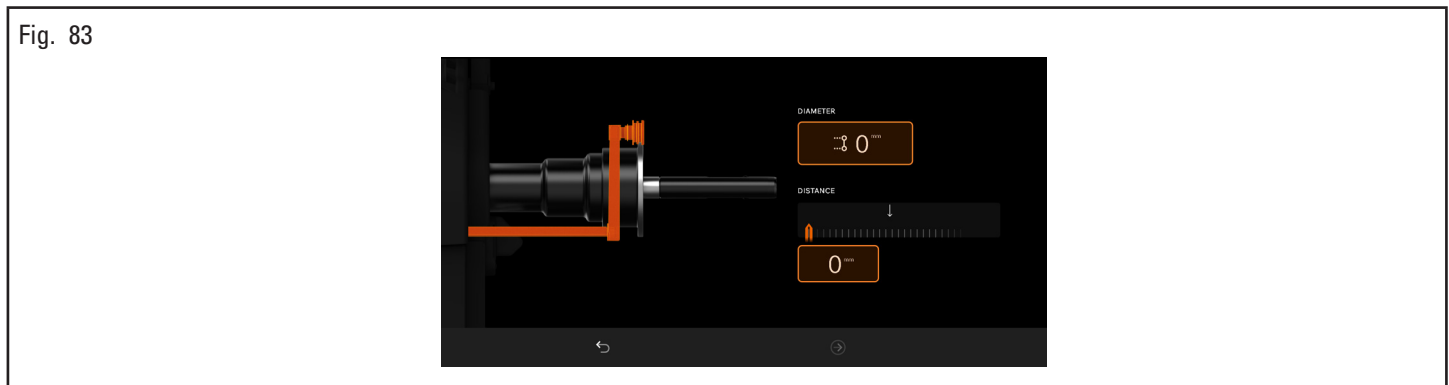 Fig. 83
DIAMETER
0 mm
DISTANCE
0 mm